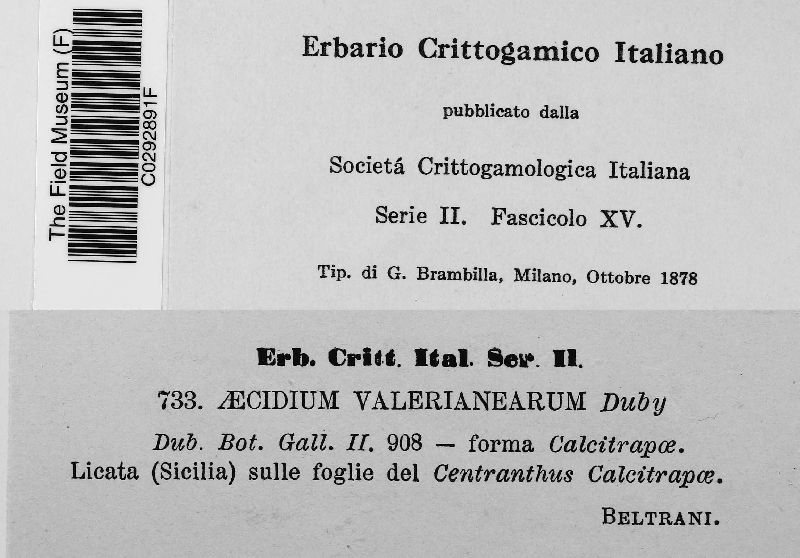 The Field Museum (F)
C0292891F
Erbario Crittogamico Italiano
pubblicato dalla
Societá Crittogamologica Italiana
Serie II. Fascicolo XV.
Tip. di G. Brambilla, Milano, Ottobre 1878
Erb. Critt. Ital. Ser. II.
733. ÆCIDIUM VALERIANEARUM Duby
Dub. Bot. Gall. II. 908 — forma Calcitrapœ.
Licata (Sicilia) sulle foglie del Centranthus Calcitrapœ.
BELTRANI.